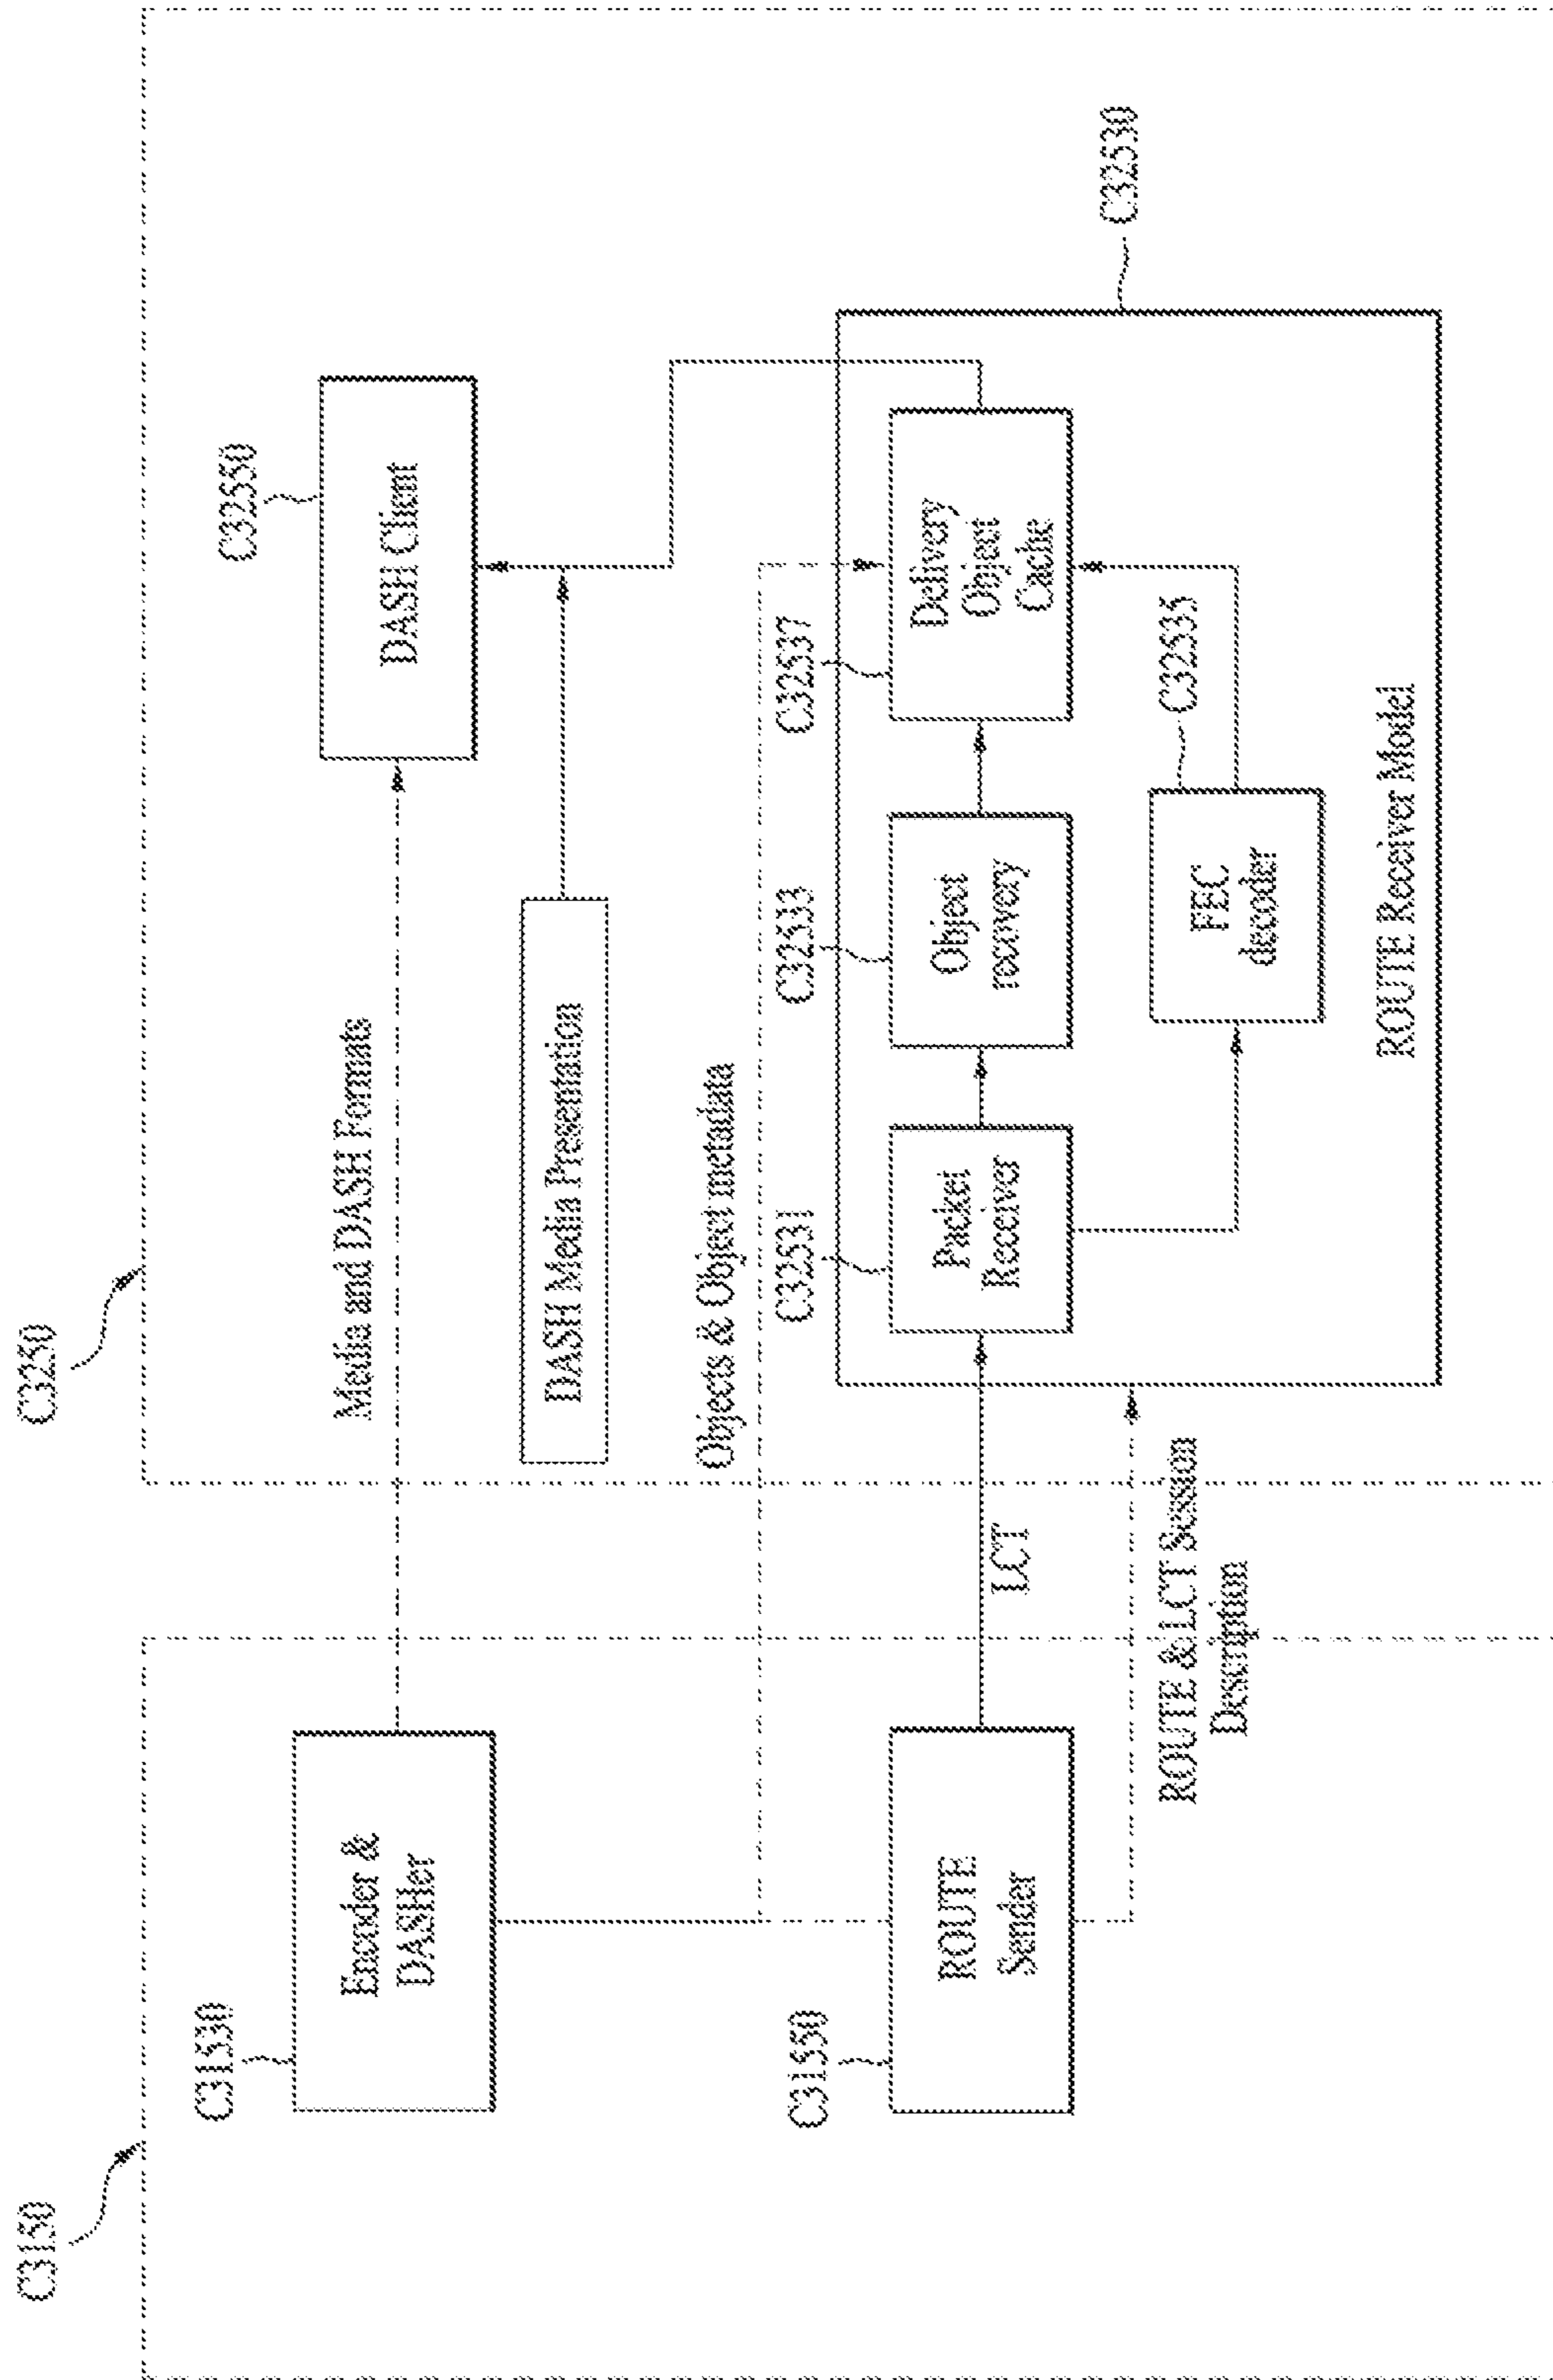 C3150
C3250
C31530
Encoder &
DASHer
Media and DASH Formats
C32550
DASH Client
DASH Media Presentation
Objects & Object metadata
C31550
ROUTE
Sender
LCT
ROUTE & LCT Session
Description
C32531
Packet
Receiver
C32533
Object
recovery
C32537
Delivery
Object
Cache
C32535
FEC
decoder
ROUTE Receiver Model
C32530